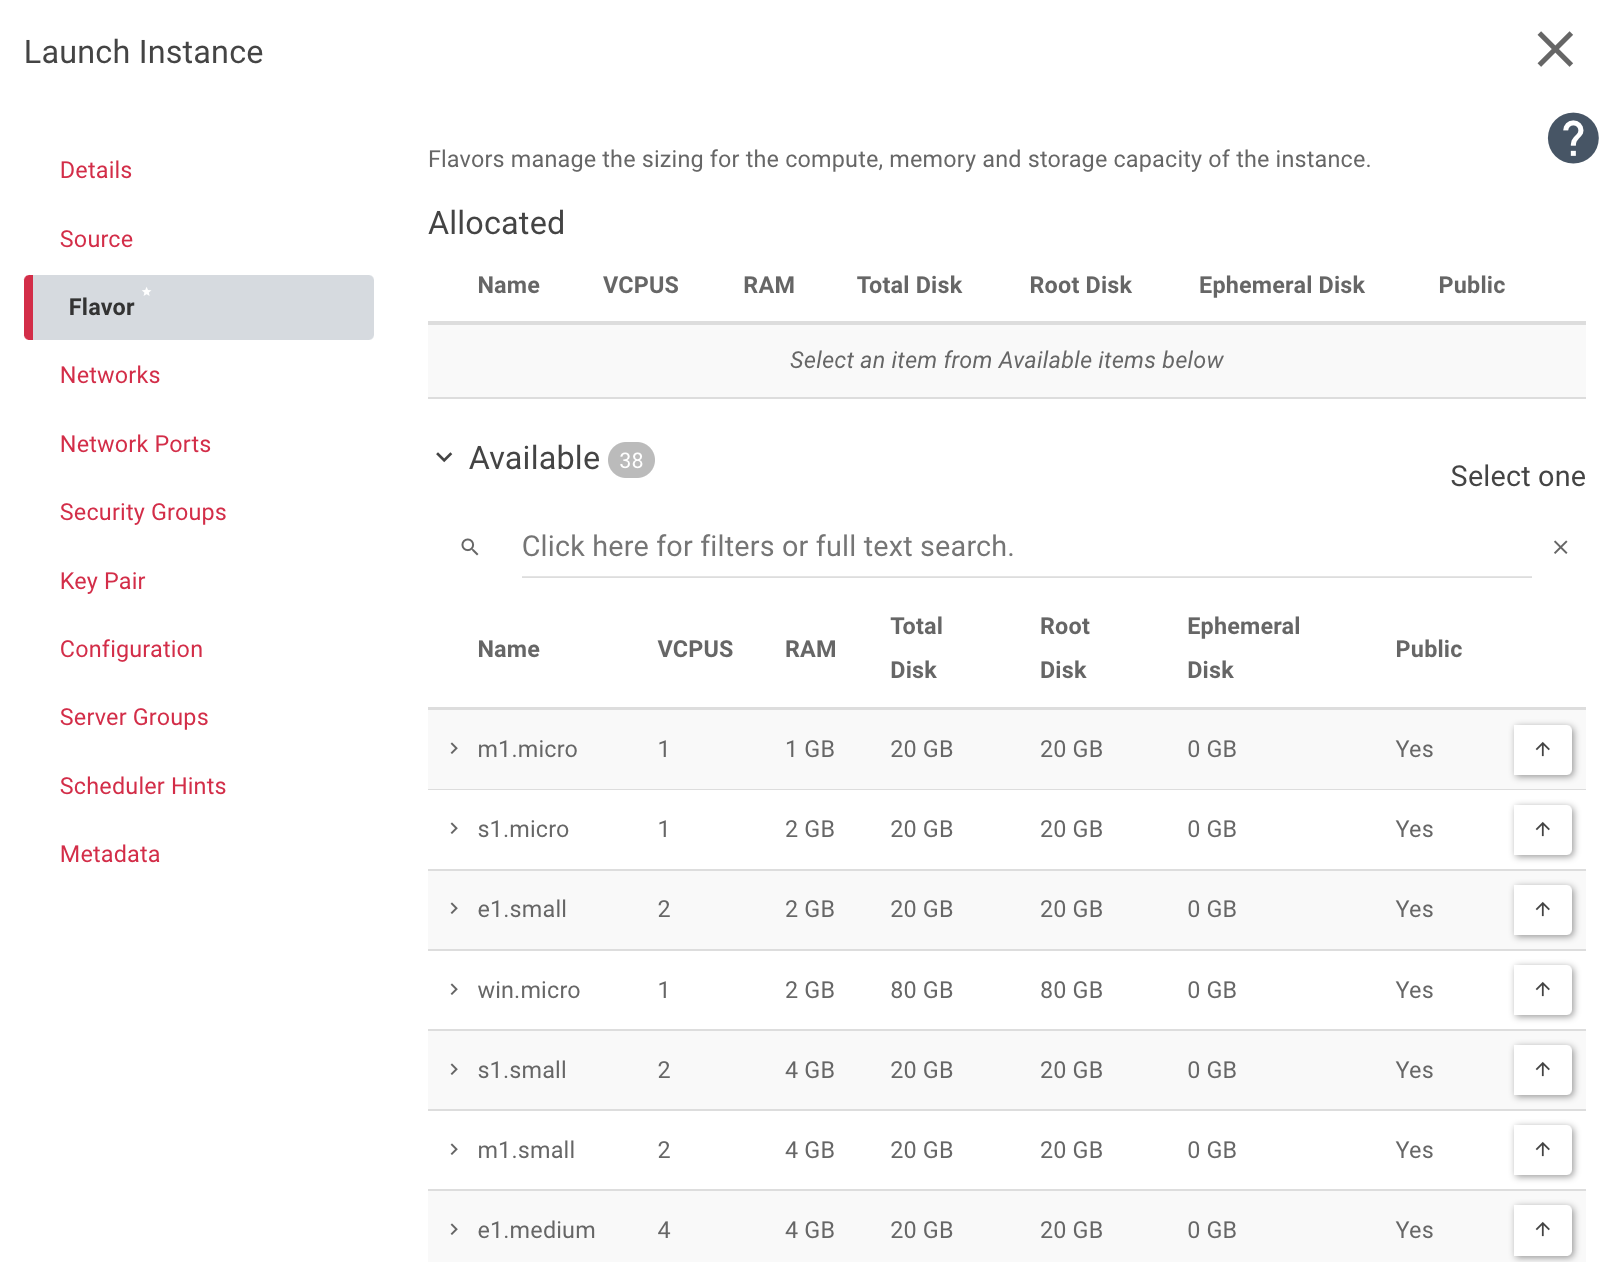 Launch Instance
Details
Source
Flavor *
Networks
Network Ports
Security Groups
Key Pair
Configuration
Server Groups
Scheduler Hints
Metadata
?
Flavors manage the sizing for the compute, memory and storage capacity of the instance.
Allocated
Name VCPUS RAM Total Disk Root Disk Ephemeral Disk Public
Select an item from Available items below
Available 38
Select one
Click here for filters or full text search.
Name VCPUS RAM Total Disk Root Disk Ephemeral Disk Public
m1.micro 1 1 GB 20 GB 20 GB 0 GB Yes
s1.micro 1 2 GB 20 GB 20 GB 0 GB Yes
e1.small 2 2 GB 20 GB 20 GB 0 GB Yes
win.micro 1 2 GB 80 GB 80 GB 0 GB Yes
s1.small 2 4 GB 20 GB 20 GB 0 GB Yes
m1.small 2 4 GB 20 GB 20 GB 0 GB Yes
e1.medium 4 4 GB 20 GB 20 GB 0 GB Yes